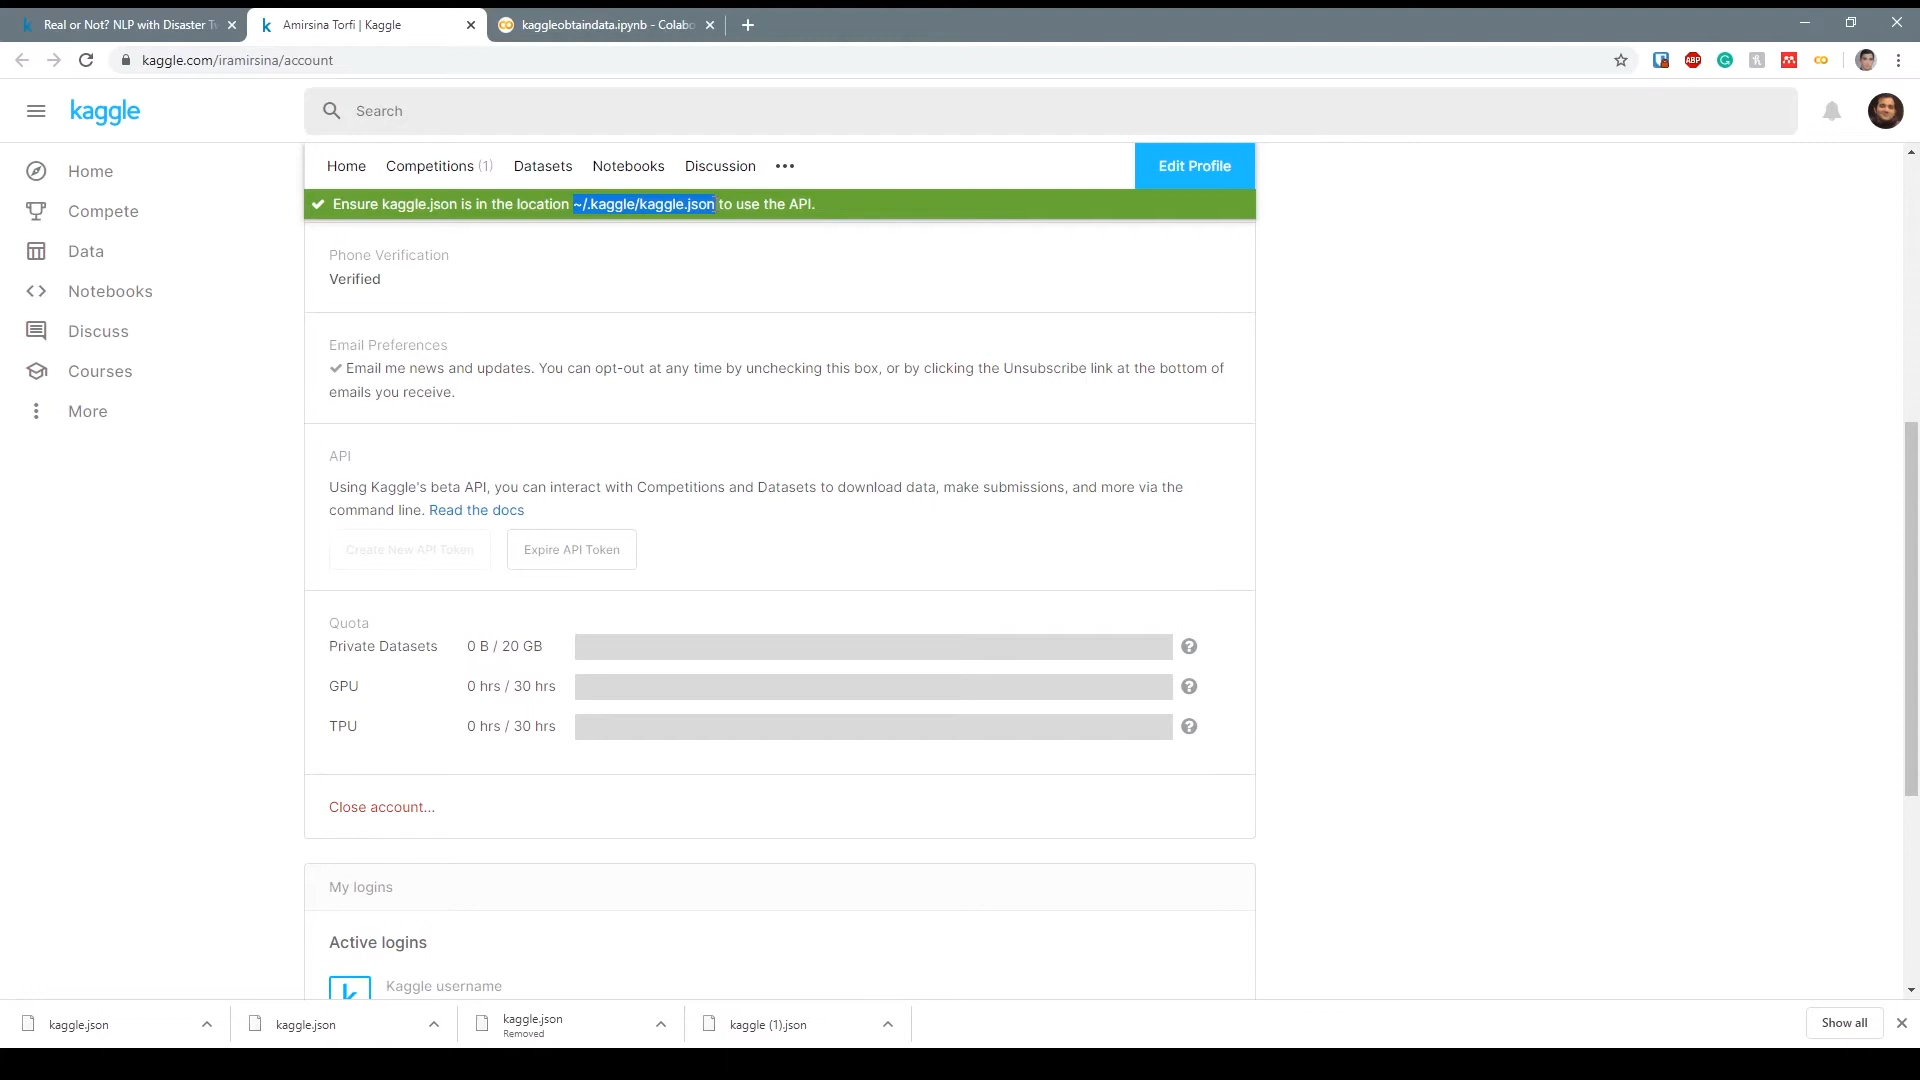 Real or Not? NLP with Disaster Tw
Amirsina Torfi | Kaggle
kaggleobtaindata.ipynb - Colabo
kaggle.com/iramirsina/account
ABP
kaggle
Search
Home
Compete
Data
Notebooks
Discuss
Courses
More
Home Competitions (1) Datasets Notebooks Discussion •••
Edit Profile
Ensure kaggle.json is in the location ~/.kaggle/kaggle.json to use the API.
Phone Verification
Verified
Email Preferences
Email me news and updates. You can opt-out at any time by unchecking this box, or by clicking the Unsubscribe link at the bottom of
emails you receive.
API
Using Kaggle's beta API, you can interact with Competitions and Datasets to download data, make submissions, and more via the
command line. Read the docs
Create New API Token Expire API Token
Quota
Private Datasets 0 B / 20 GB
GPU 0 hrs / 30 hrs
TPU 0 hrs / 30 hrs
Close account...
My logins
Active logins
k Kaggle username
kaggle.json
kaggle.json
kaggle.json
Removed
kaggle (1).json
Show all